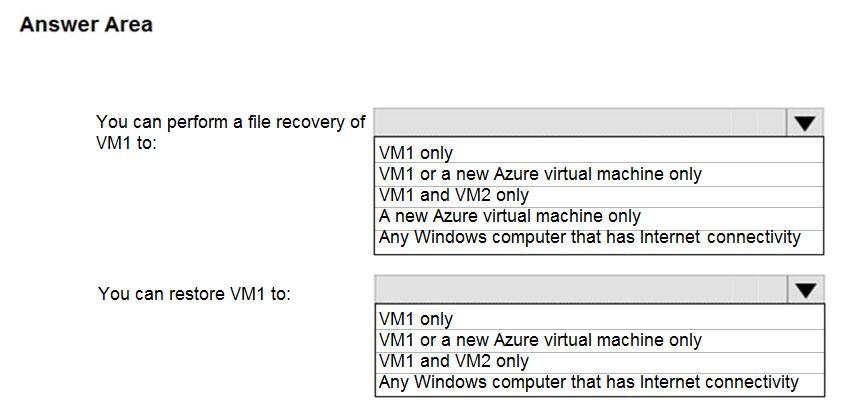 Answer Area
You can perform a file recovery of
VM1 to:
VM1 only
VM1 or a new Azure virtual machine only
VM1 and VM2 only
A new Azure virtual machine only
Any Windows computer that has Internet connectivity
You can restore VM1 to:
VM1 only
VM1 or a new Azure virtual machine only
VM1 and VM2 only
Any Windows computer that has Internet connectivity